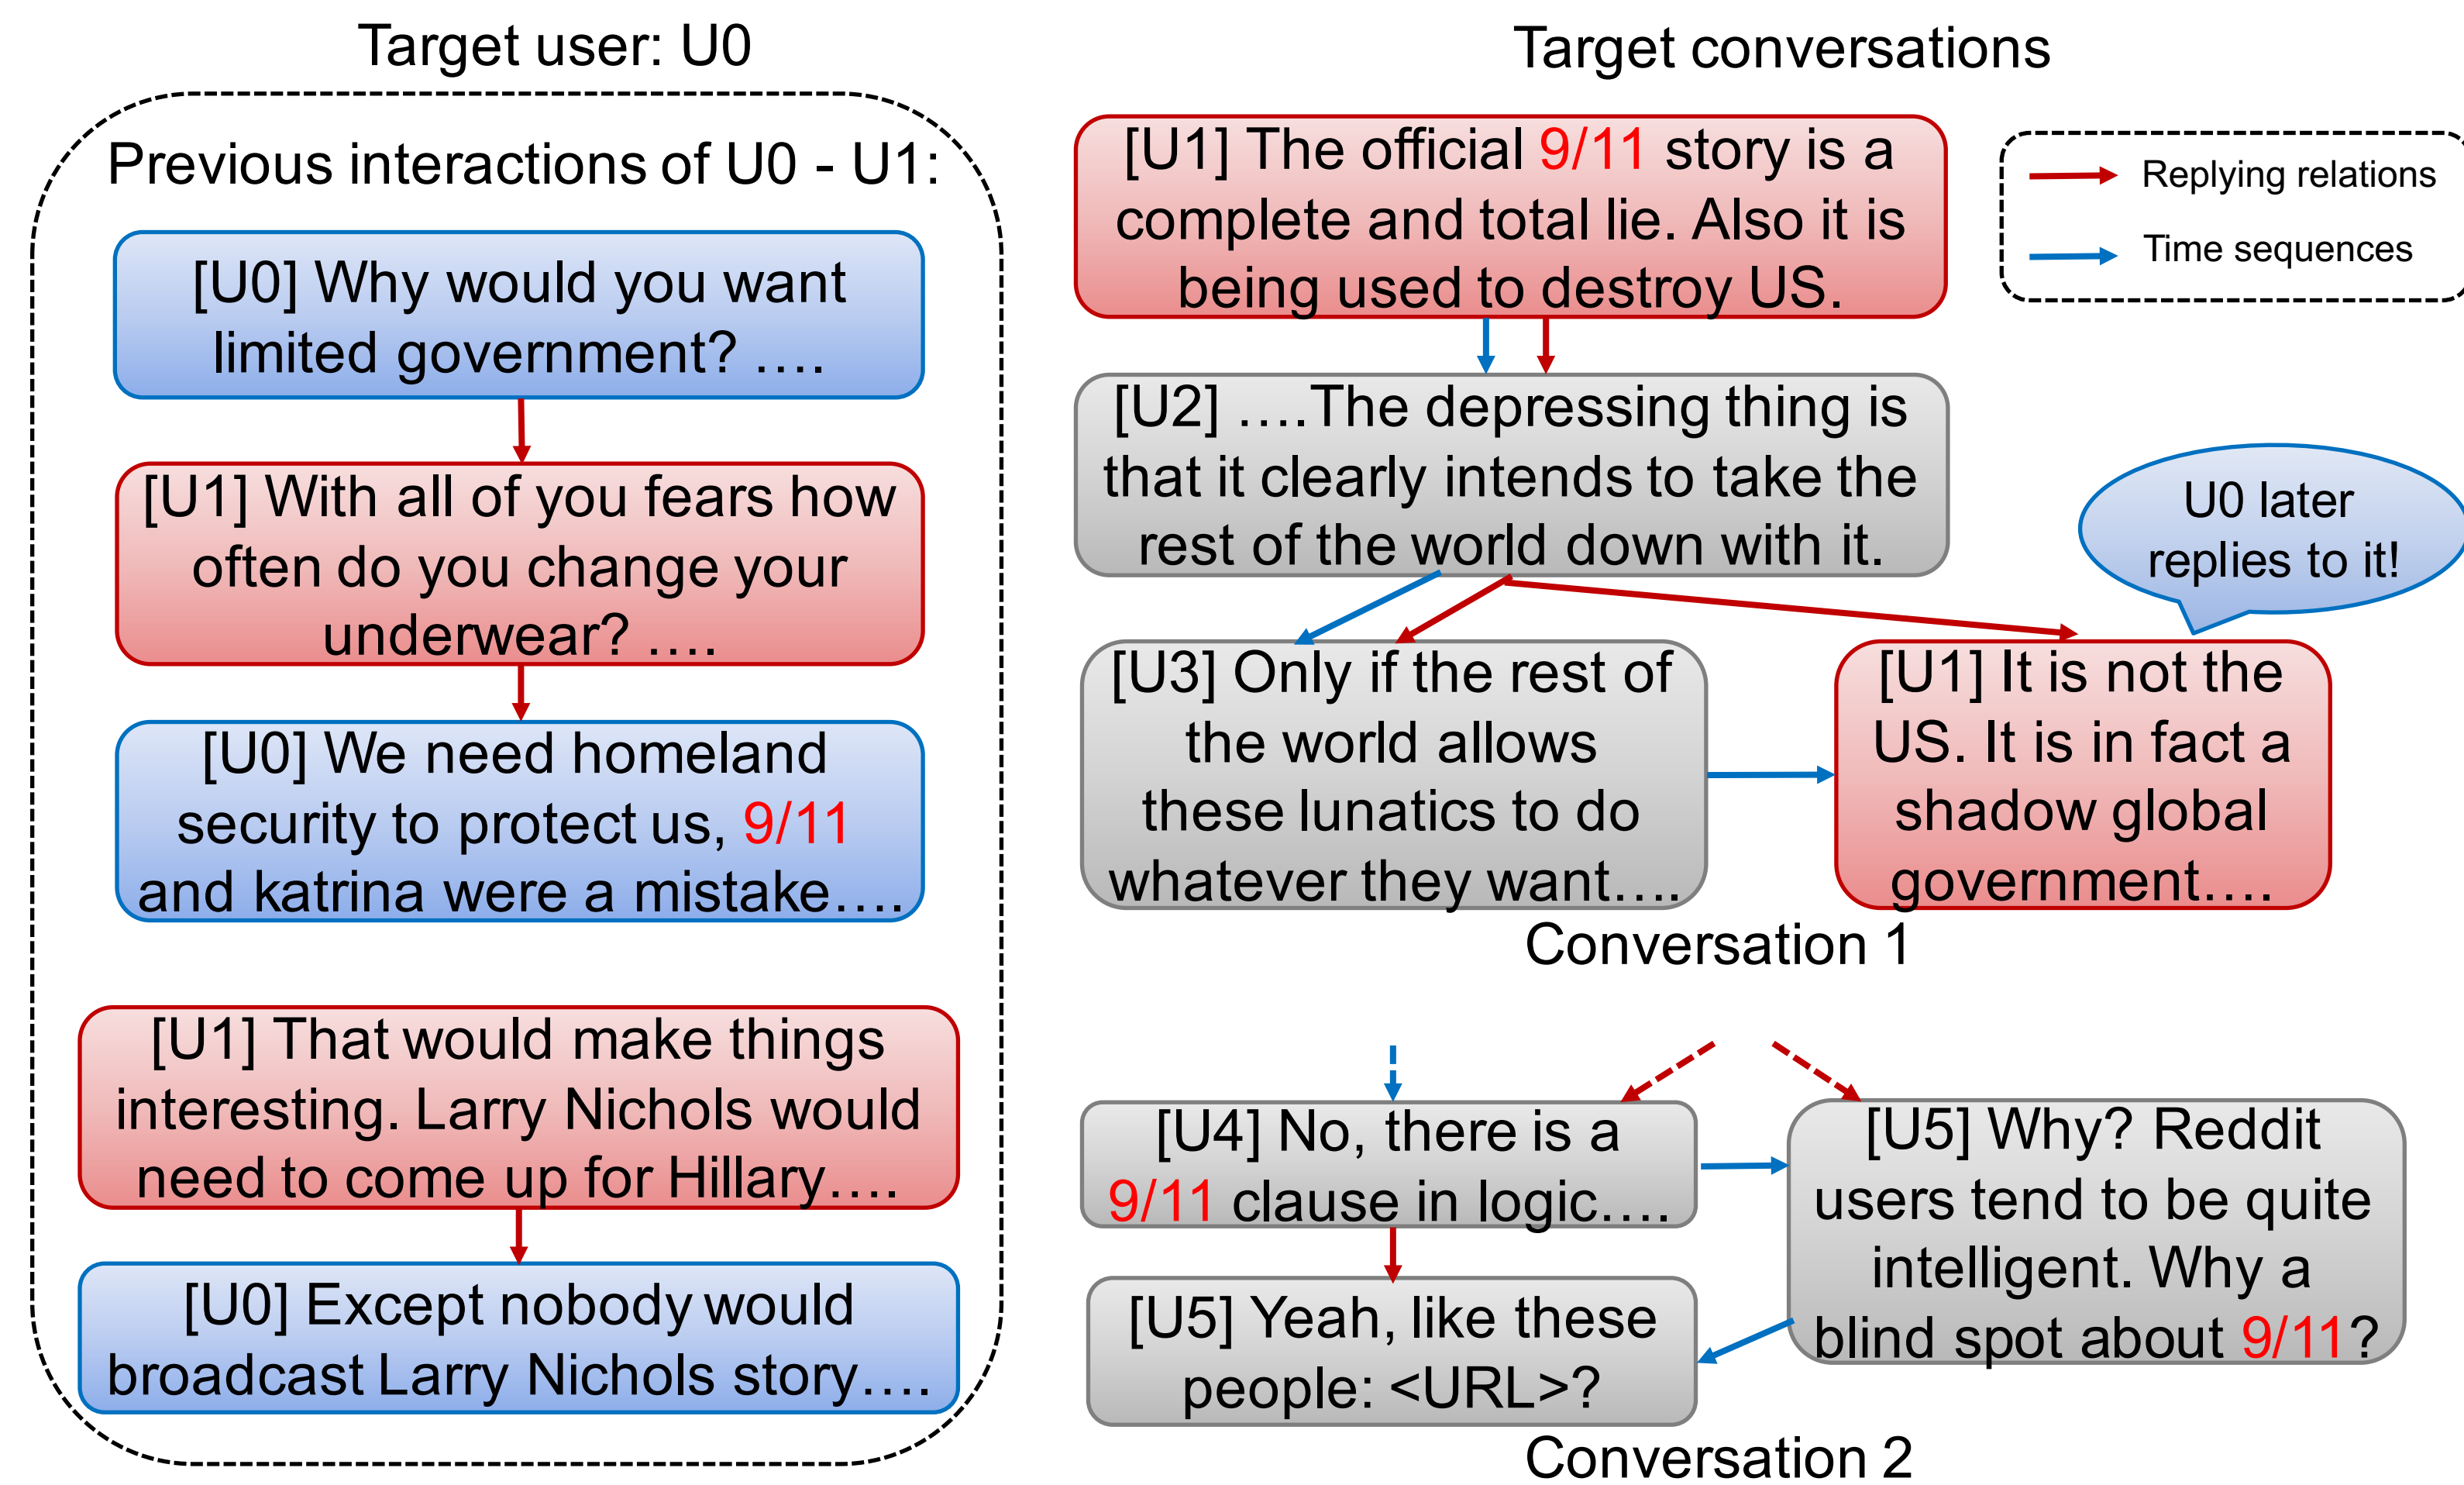 Target user: U0
Previous interactions of U0 - U1:
[U0] Why would you want
limited government? ….
[U1] With all of you fears how
often do you change your
underwear? ….
[U0] We need homeland
security to protect us, 9/11
and katrina were a mistake….
[U1] That would make things
interesting. Larry Nichols would
need to come up for Hillary….
[U0] Except nobody would
broadcast Larry Nichols story….
Target conversations
Replying relations
Time sequences
[U1] The official 9/11 story is a
complete and total lie. Also it is
being used to destroy US.
[U2] ….The depressing thing is
that it clearly intends to take the
rest of the world down with it.
U0 later
replies to it!
[U3] Only if the rest of
the world allows
these lunatics to do
whatever they want….
[U1] It is not the
US. It is in fact a
shadow global
government….
Conversation 1
[U4] No, there is a
9/11 clause in logic….
[U5] Why? Reddit
users tend to be quite
intelligent. Why a
blind spot about 9/11?
[U5] Yeah, like these
people: <URL>?
Conversation 2